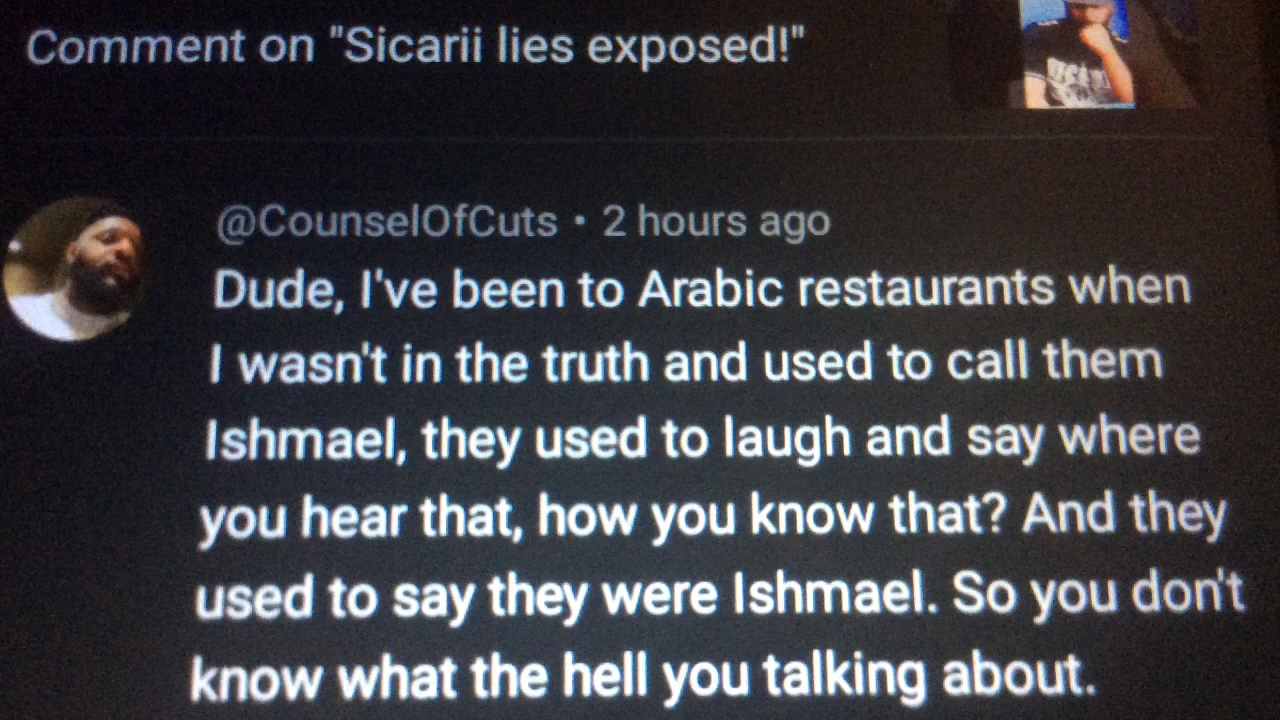 Comment on "Sicarii lies exposed!"
@CounselOfCuts • 2 hours ago
Dude, I've been to Arabic restaurants when
I wasn't in the truth and used to call them
Ishmael, they used to laugh and say where
you hear that, how you know that? And they
used to say they were Ishmael. So you don't
know what the hell you talking about.